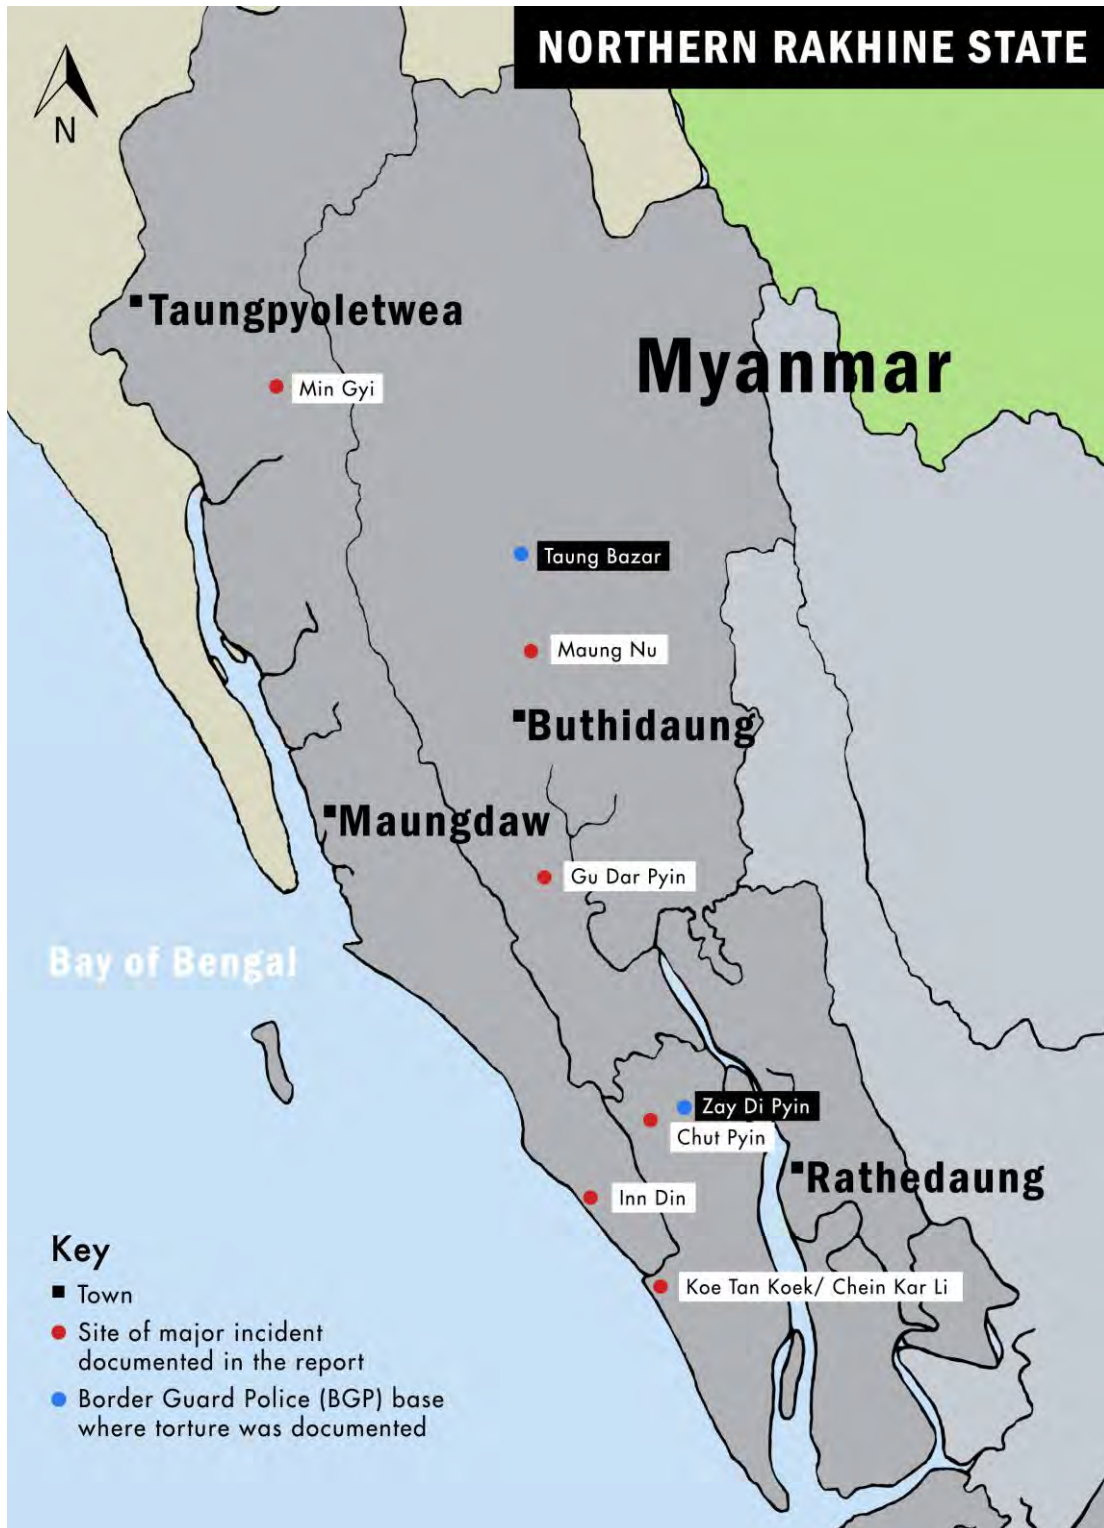 NORTHERN RAKHINE STATE
N
Taungpyoletwea
Myanmar
Min Gyi
Taung Bazar
Maung Nu
Buthidaung
Maungdaw
Gu Dar Pyin
Bay of Bengal
Zay Di Pyin
Chut Pyin
Rathedaung
Inn Din
Koe Tan Koek/ Chein Kar Li
Key
Town
Site of major incident
documented in the report
Border Guard Police (BGP) base
where torture was documented